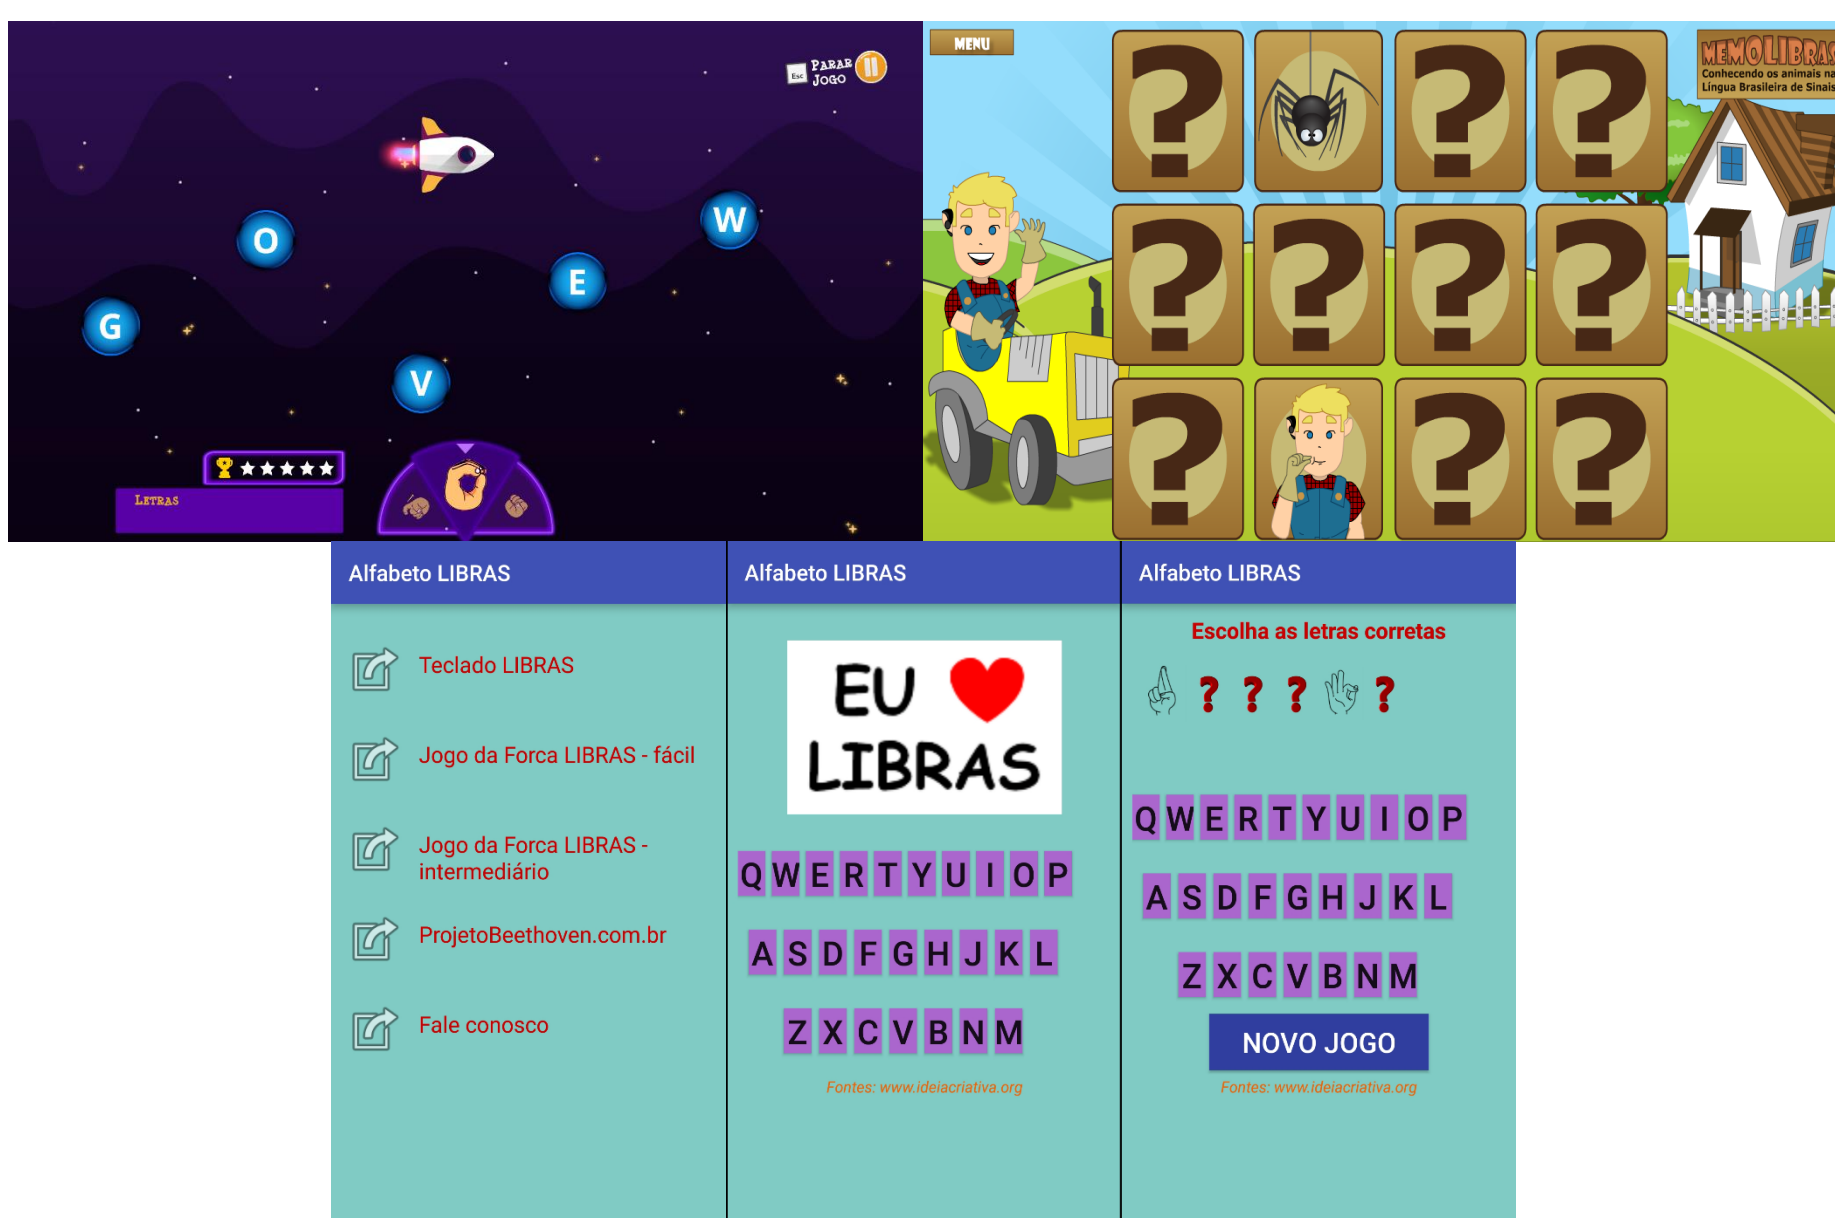 Esc
PARAR
JOGO
G
O
V
E
W
LETRAS
MENU
? ? ?
? ? ? ?
? ? ?
MEMOLIBRAS
Conhecendo os animais na
Língua Brasileira de Sinais
Alfabeto LIBRAS
Teclado LIBRAS
Jogo da Forca LIBRAS - fácil
Jogo da Forca LIBRAS -
intermediário
ProjetoBeethoven.com.br
Fale conosco
Alfabeto LIBRAS
EU
LIBRAS
Q W E R T Y U I O P
A S D F G H J K L
Z X C V B N M
Fontes: www.ideiacriativa.org
Alfabeto LIBRAS
Escolha as letras corretas
? ? ? ?
Q W E R T Y U I O P
A S D F G H J K L
Z X C V B N M
NOVO JOGO
Fontes: www.ideiacriativa.org